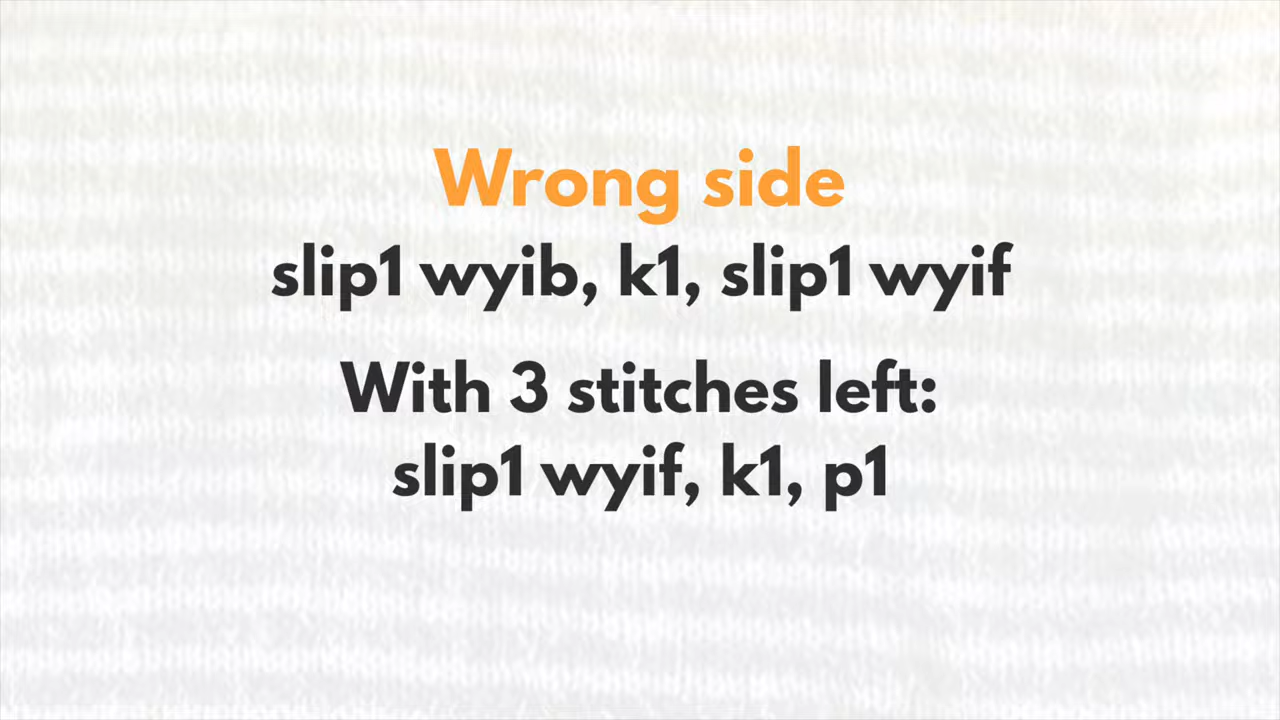 Wrong side
slip1 wyib, k1, slip1 wyif
With 3 stitches left:
slip1 wyif, k1, p1